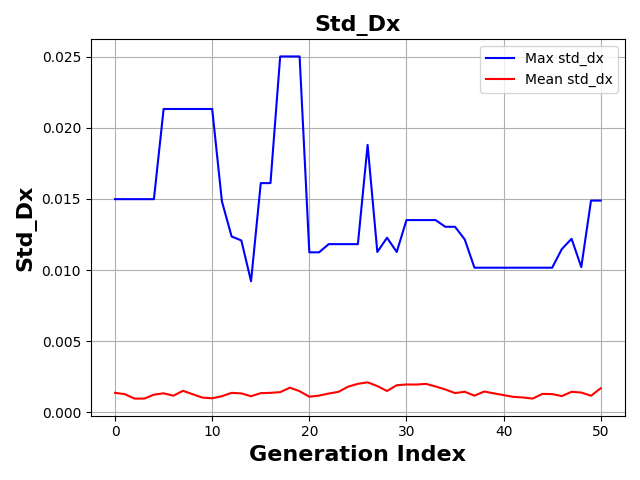 Std_Dx
Max std_dx
Mean std_dx
0.025
0.020
0.015
0.010
0.005
0.000
Std_Dx
0 10 20 30 40 50
Generation Index